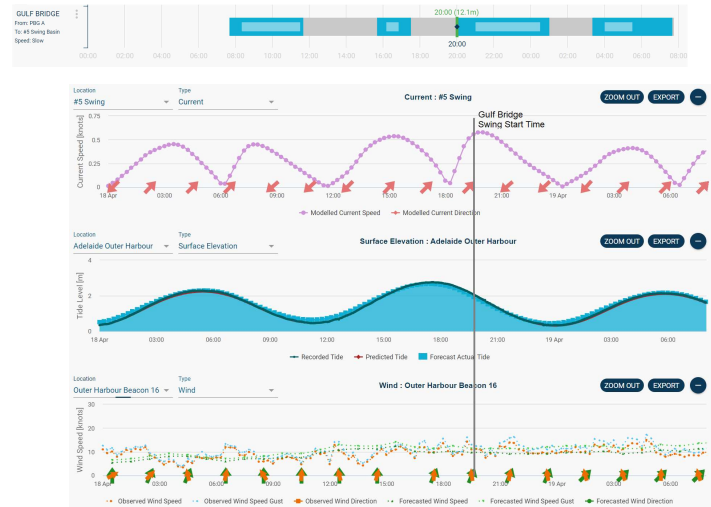 GULF BRIDGE
From: PBG A
To: #5 Swing Basin
Speed: Slow
20:00 (12.1m)
20:00
00:00 02:00 04:00 06:00 08:00 10:00 12:00 14:00 16:00 18:00 20:00 22:00 00:00 02:00 04:00 06:00 08:00
Location
#5 Swing
Type
Current
Current : #5 Swing
ZOOM OUT
EXPORT
Gulf Bridge
Swing Start Time
Current Speed [knots]
0.75
0.5
0.25
0
18 Apr 03:00 06:00 09:00 12:00 15:00 18:00 21:00 19 Apr 03:00 06:00
Modelled Current Speed Modelled Current Direction
Location
Adelaide Outer Harbour
Type
Surface Elevation
Surface Elevation : Adelaide Outer Harbour
ZOOM OUT
EXPORT
Tide Level [m]
4
2
0
18 Apr 03:00 06:00 09:00 12:00 15:00 18:00 21:00 19 Apr 03:00 06:00
Recorded Tide Predicted Tide Forecast Actual Tide
Location
Outer Harbour Beacon 16
Type
Wind
Wind : Outer Harbour Beacon 16
ZOOM OUT
EXPORT
Wind Speed [knots]
30
20
10
0
18 Apr 03:00 06:00 09:00 12:00 15:00 18:00 21:00 19 Apr 03:00 06:00
Observed Wind Speed Observed Wind Speed Gust Observed Wind Direction Forecasted Wind Speed Forecasted Wind Speed Gust Forecasted Wind Direction